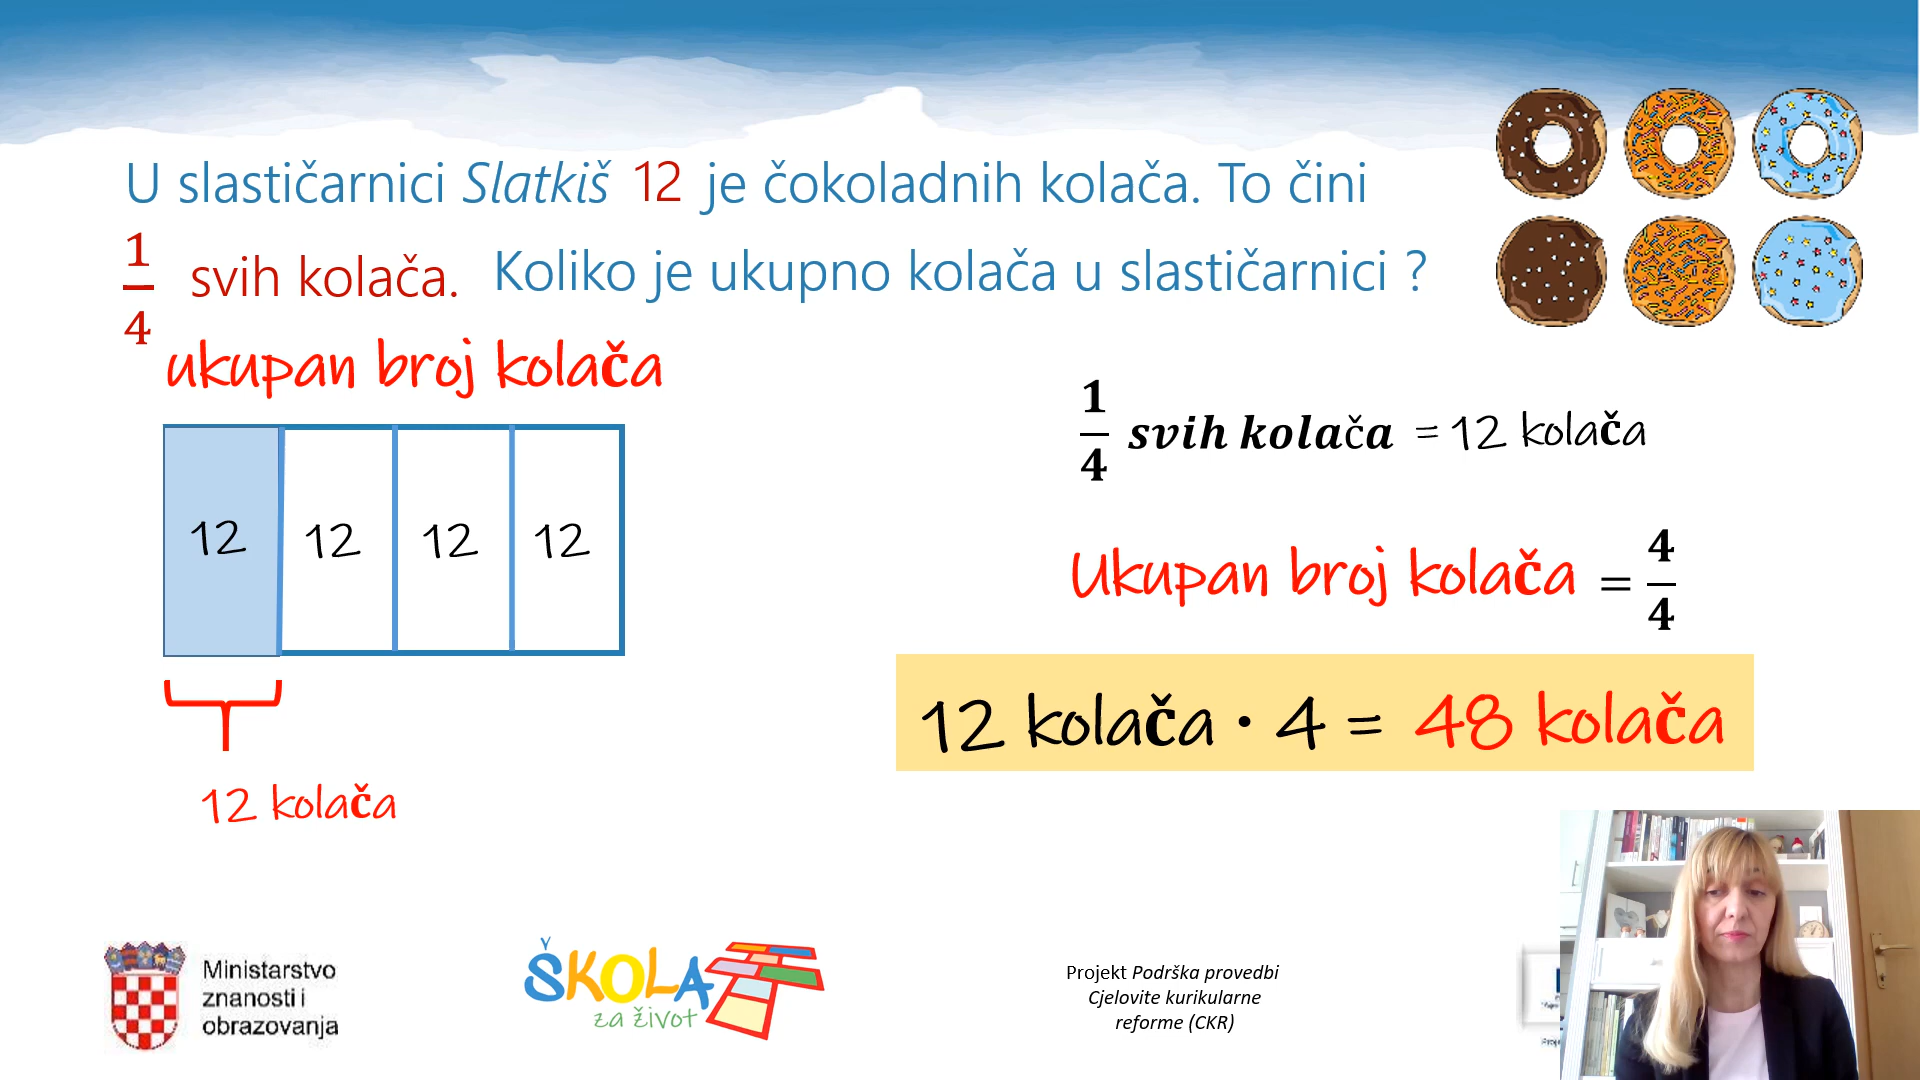 U slastičarnici Slatkiš 12 je čokoladnih kolača. To čini
1/4 svih kolača. Koliko je ukupno kolača u slastičarnici ?
ukupan broj kolača
12 12 12 12
12 kolača
1/4 svih kolača = 12 kolača
Ukupan broj kolača = 4/4
12 kolača · 4 = 48 kolača
Ministarstvo
znanosti i
obrazovanja
ŠKOLA
za život
Projekt Podrška provedbi
Cjelovite kurikularne
reforme (CKR)